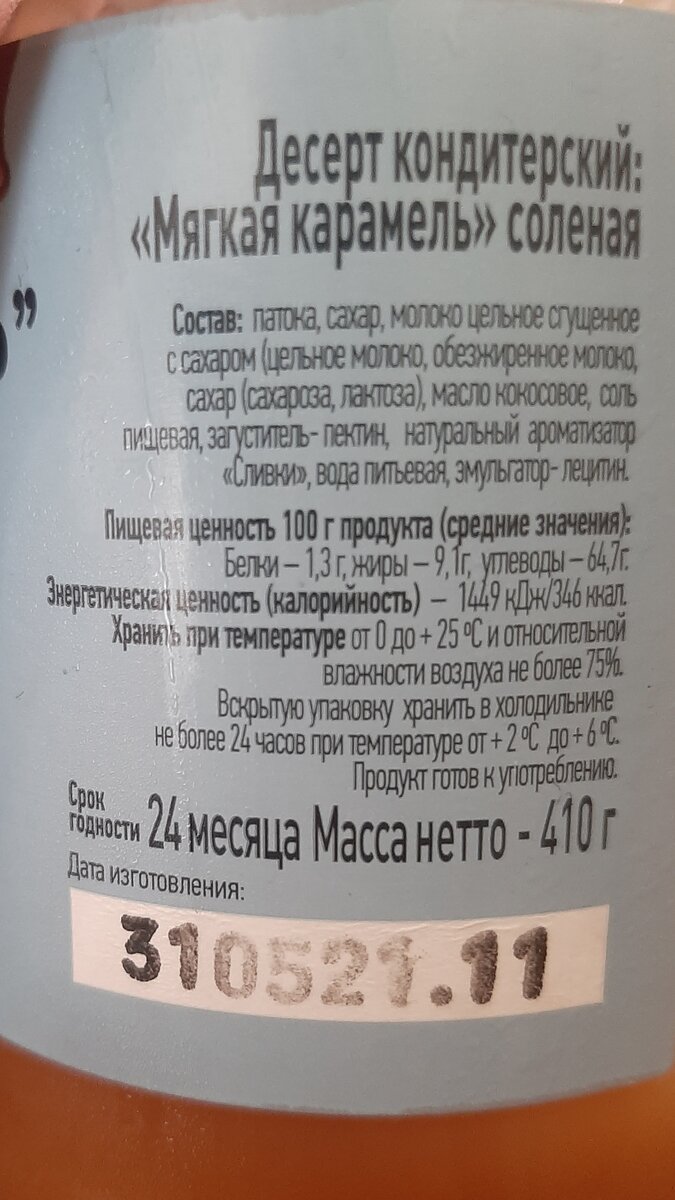 Десерт кондитерский:
«Мягкая карамель» соленая
”
Состав: патока, сахар, молоко цельное сгущенное
с сахаром (цельное молоко, обезжиренное молоко,
сахар (сахароза, лактоза), масло кокосовое, соль
пищевая, загуститель- пектин, натуральный ароматизатор
«Сливки», вода питьевая, эмульгатор- лецитин.
Пищевая ценность 100 г продукта (средние значения):
Белки – 1,3 г, жиры – 9,1г, углеводы – 64,7г.
Энергетическая ценность (калорийность) – 1449 кДж/346 ккал.
Хранить при температуре от 0 до + 25 °С и относительной
влажности воздуха не более 75%.
Вскрытую упаковку хранить в холодильнике
не более 24 часов при температуре от + 2 °С до + 6 °С.
Продукт готов к употреблению.
Срок
годности 24 месяца Масса нетто - 410 г
Дата изготовления:
310521.11